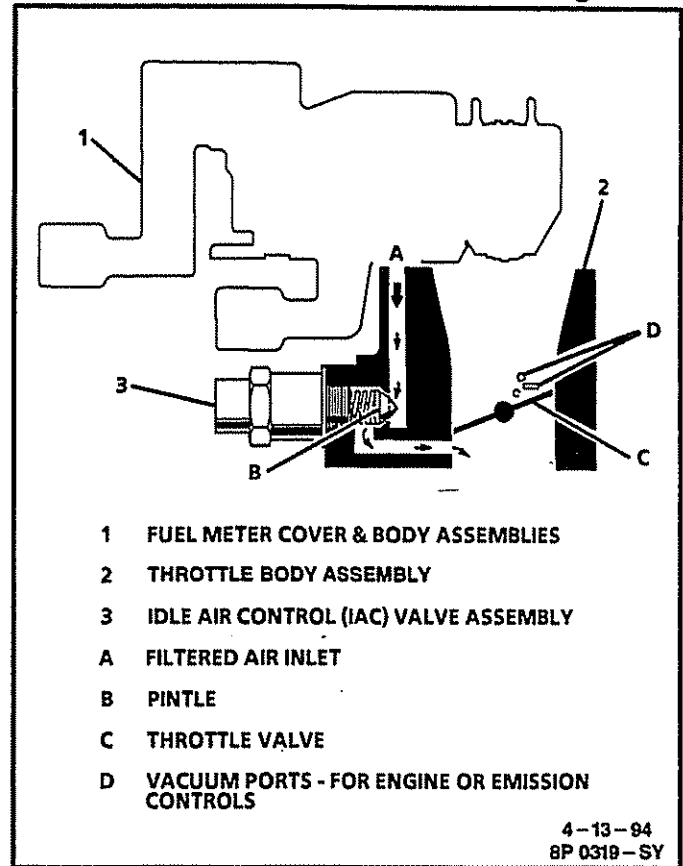 1
2
A
D
3
B
C
1 FUEL METER COVER & BODY ASSEMBLIES
2 THROTTLE BODY ASSEMBLY
3 IDLE AIR CONTROL (IAC) VALVE ASSEMBLY
A FILTERED AIR INLET
B PINTLE
C THROTTLE VALVE
D VACUUM PORTS - FOR ENGINE OR EMISSION
CONTROLS
4-13-94
8P 0319-SY